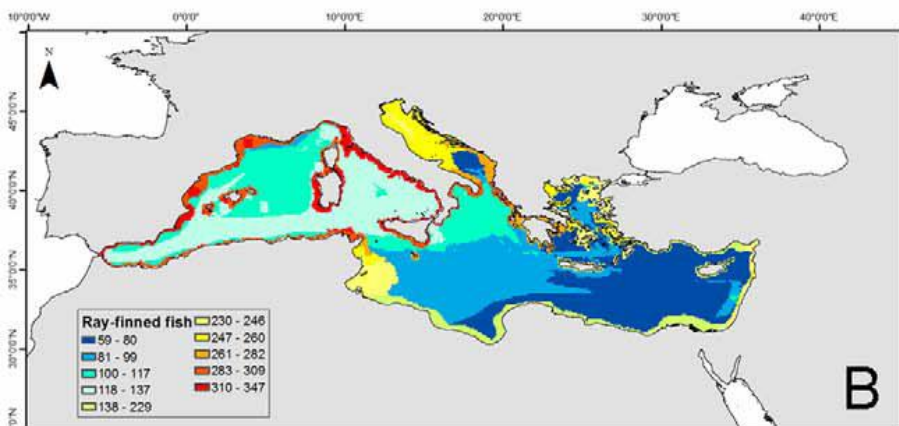 10°0'0"W 0°0'0" 10°0'0"E 20°0'0"E 30°0'0"E 40°0'0"E
N
45°0'0"N
40°0'0"N
35°0'0"N
30°0'0"N
Ray-finned fish
59 - 80
81 - 99
100 - 117
118 - 137
138 - 229
230 - 246
247 - 260
261 - 282
283 - 309
310 - 347
B